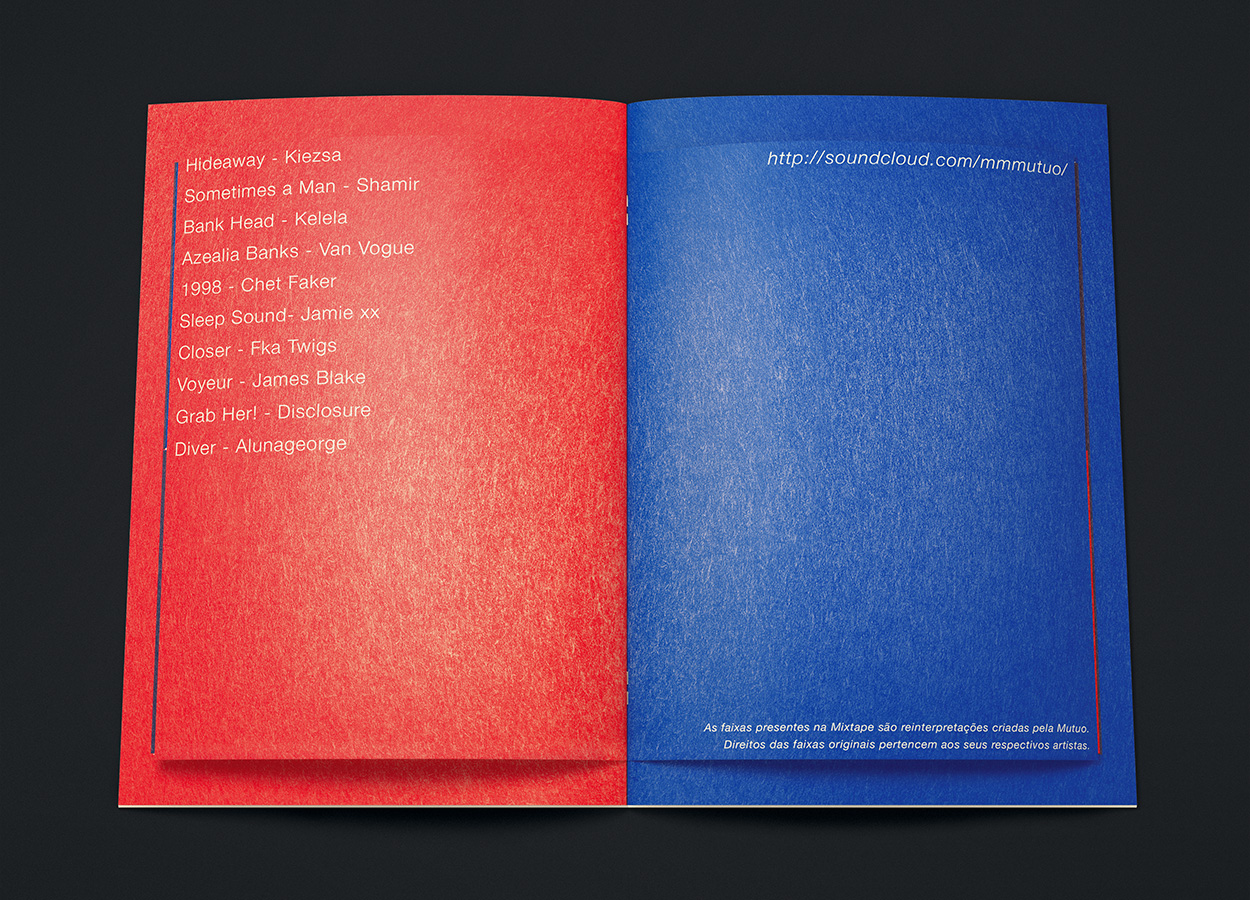 Hideaway - Kiezsa
Sometimes a Man - Shamir
Bank Head - Kelela
Azealia Banks - Van Vogue
1998 - Chet Faker
Sleep Sound- Jamie xx
Closer - Fka Twigs
Voyeur - James Blake
Grab Her! - Disclosure
Diver - Alunageorge
http://soundcloud.com/mmmutuo/
As faixas presentes na Mixtape são reinterpretações criadas pela Mutuo.
Direitos das faixas originais pertencem aos seus respectivos artistas.